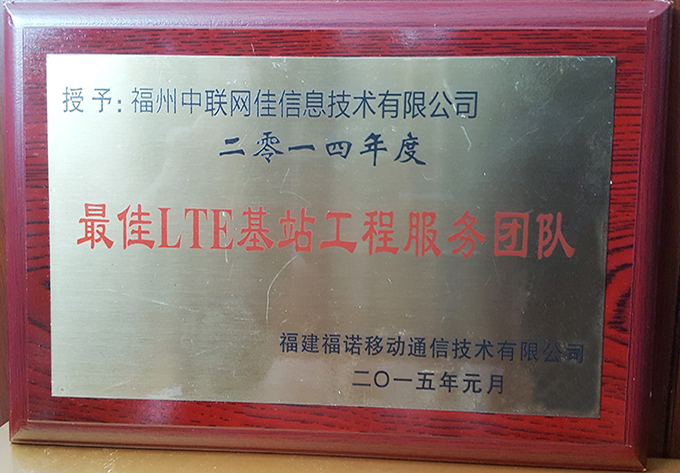 授予：福州中联网佳信息技术有限公司
二零一四年度
最佳LTE基站工程服务团队
福建福诺移动通信技术有限公司
二〇一五年元月